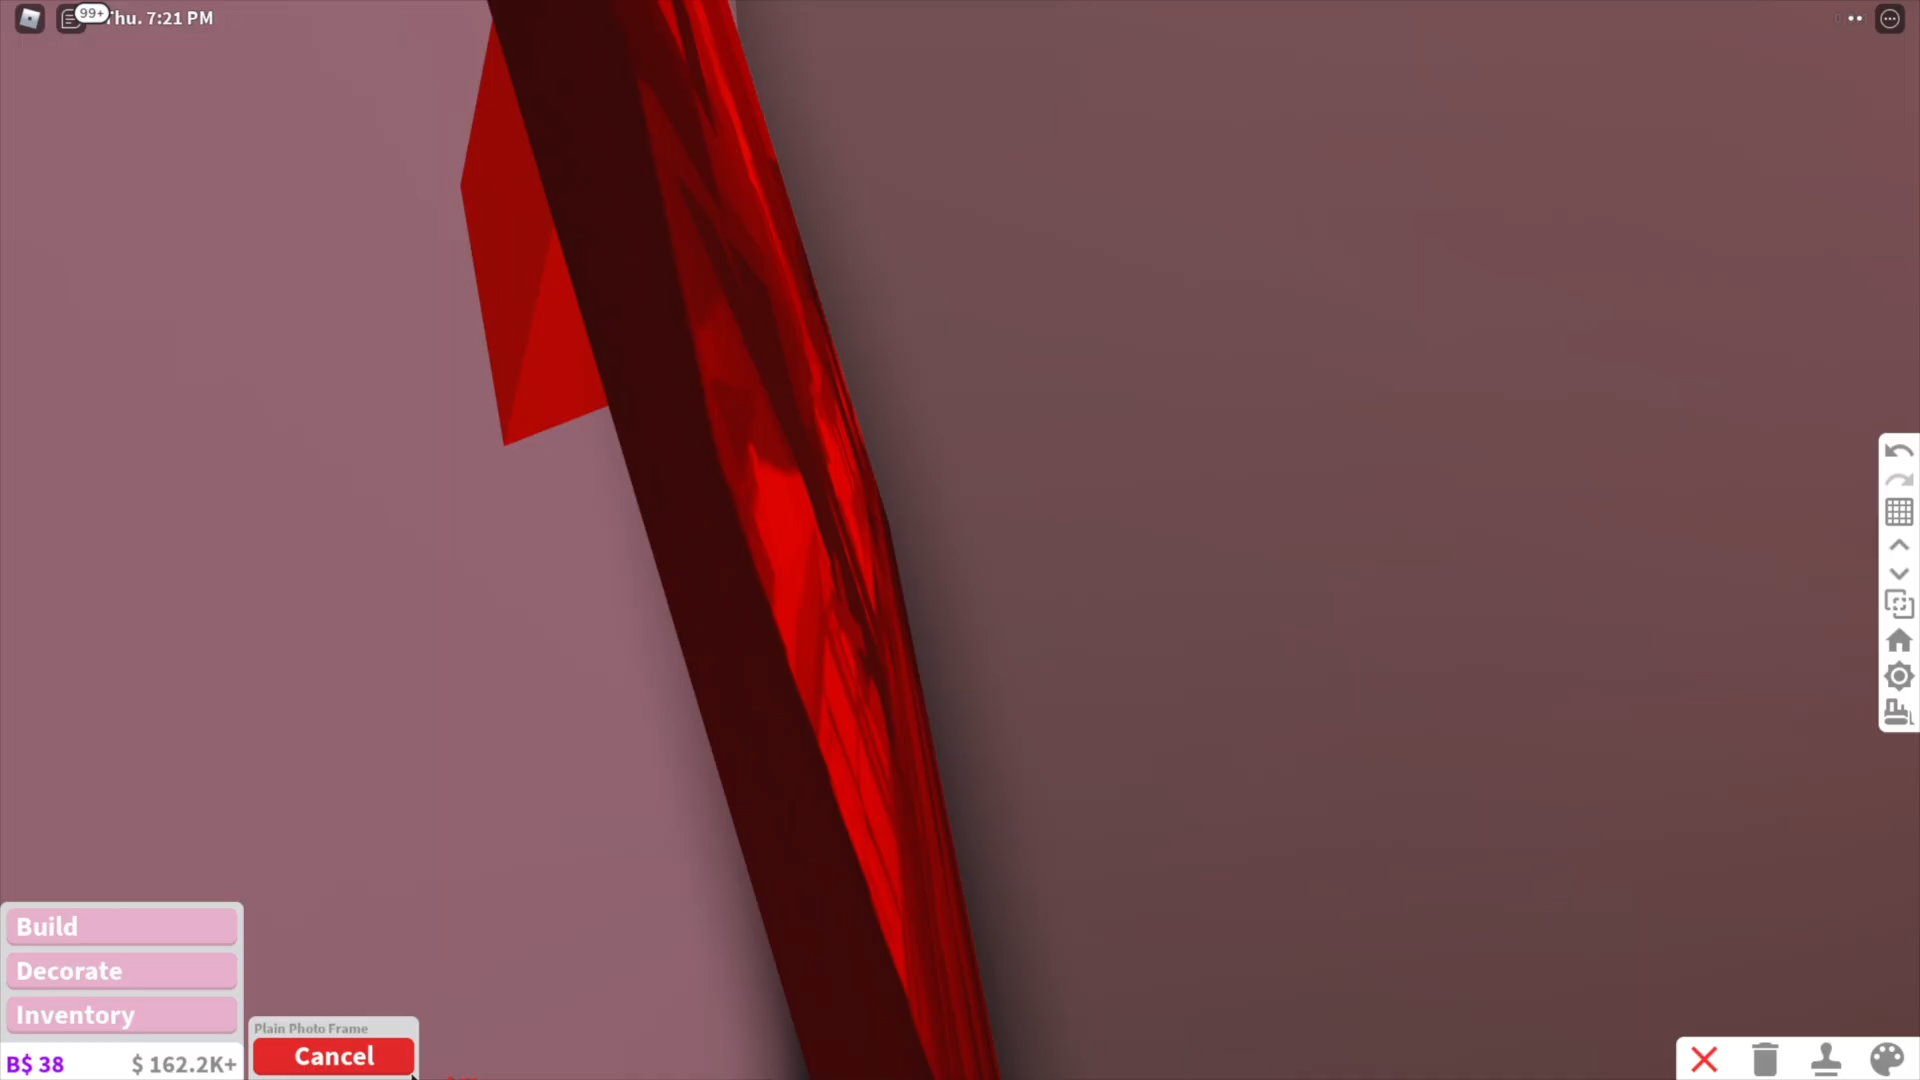 99+
Thu. 7:21 PM
Build
Decorate
Inventory
B$ 38
$ 162.2K+
Plain Photo Frame
Cancel